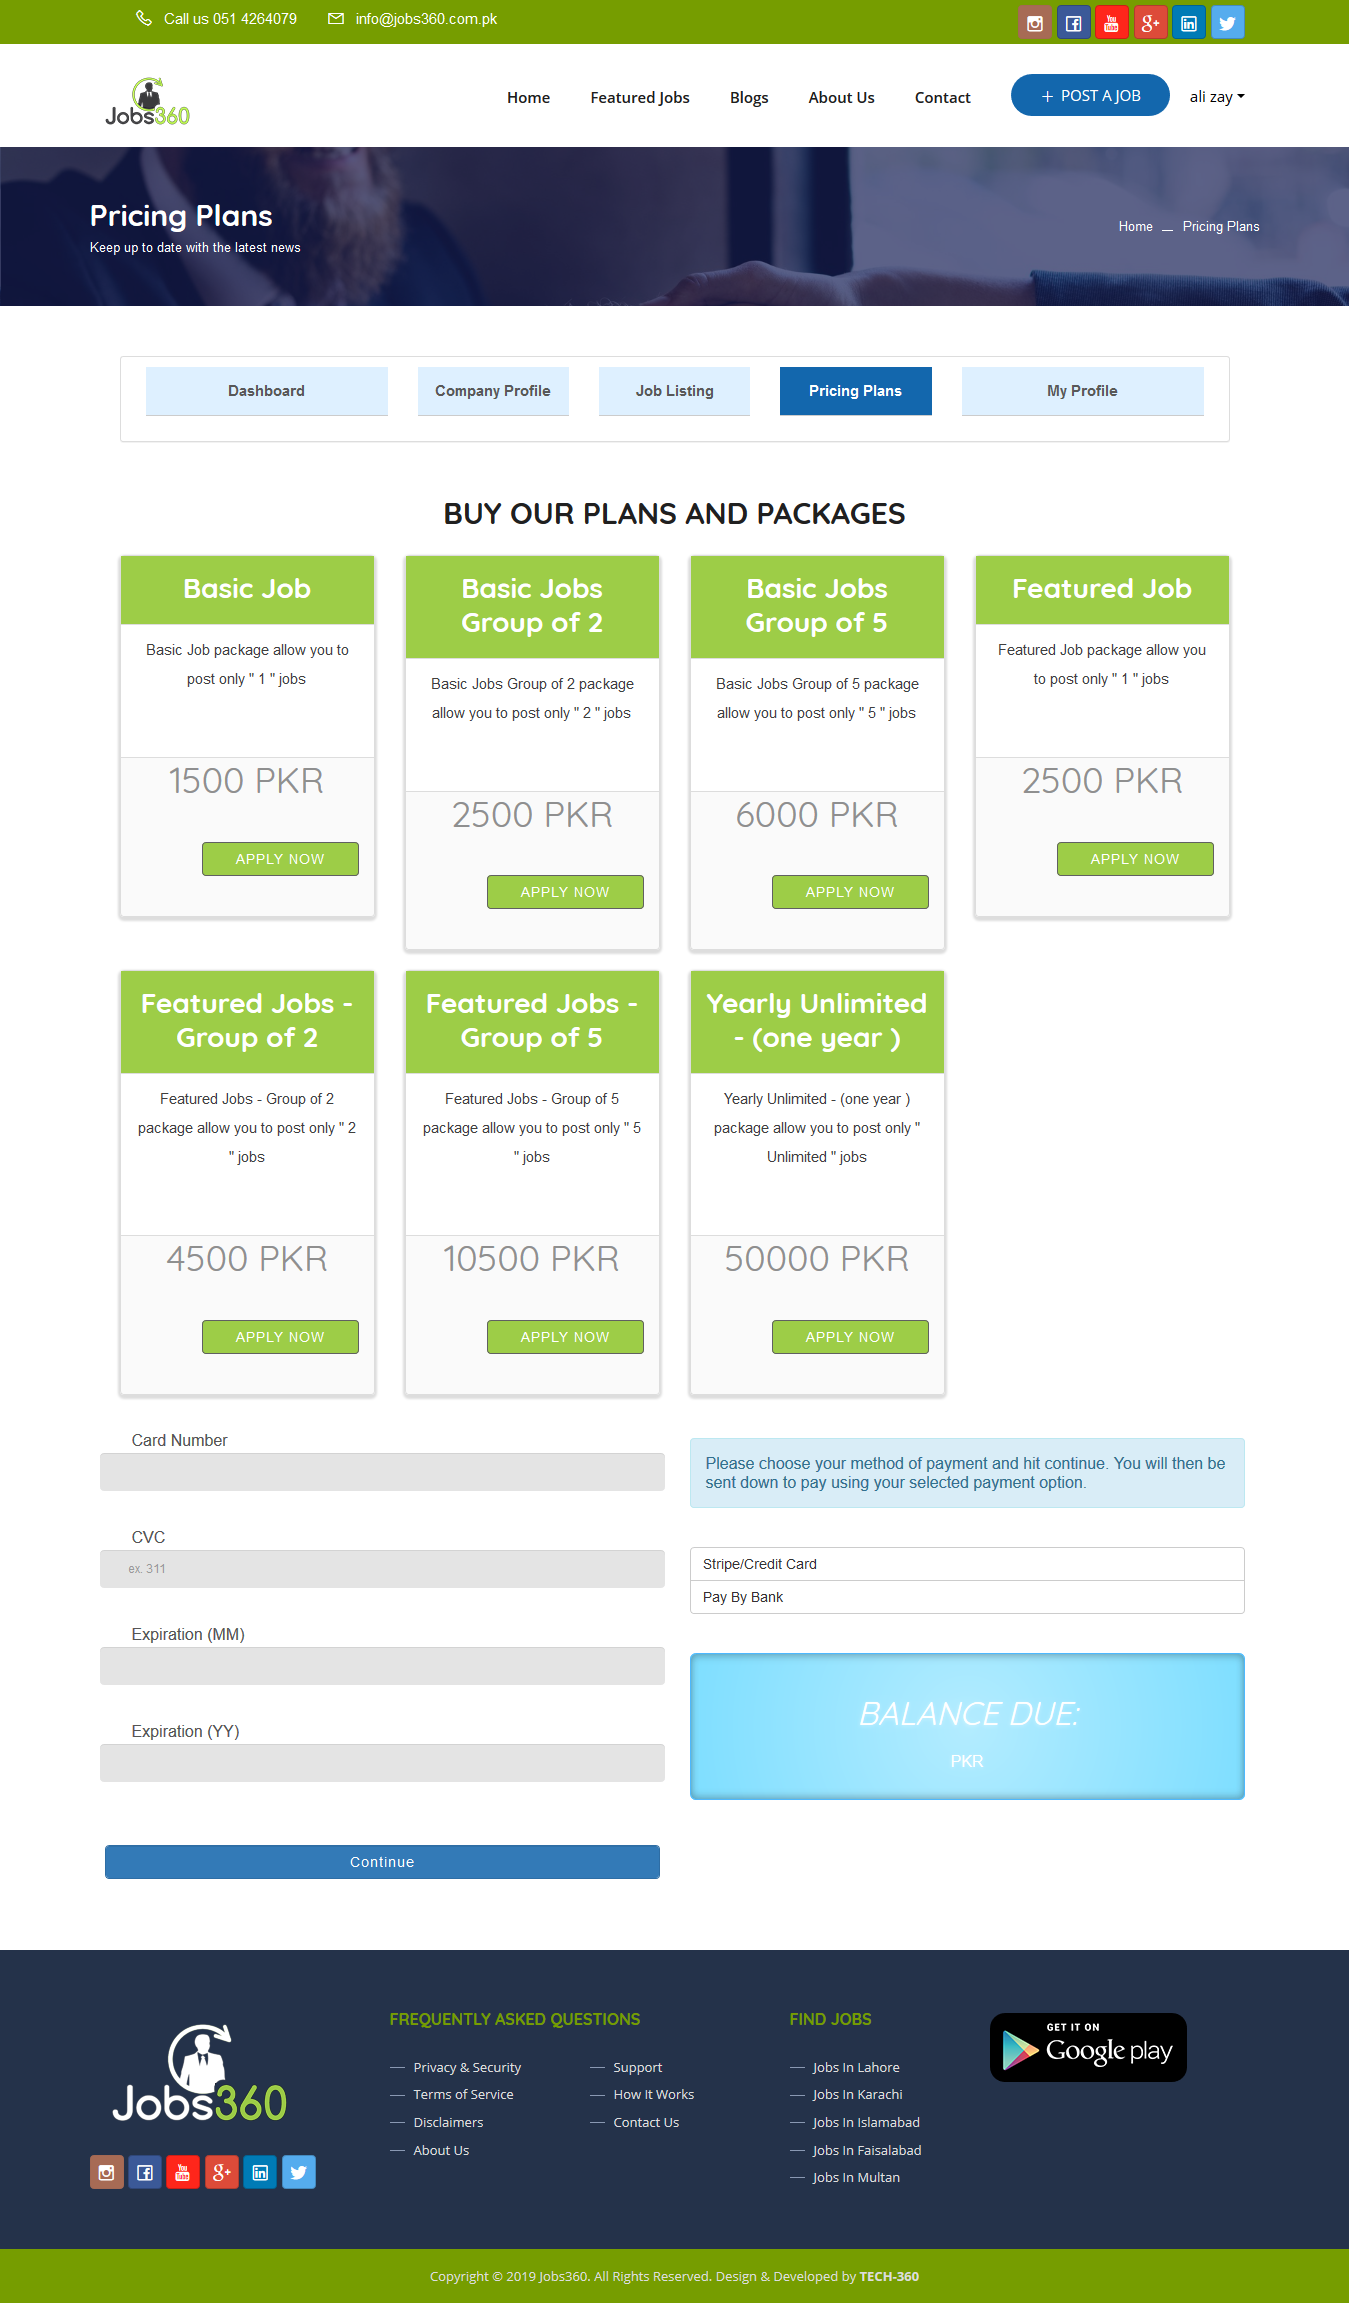 Call us 051 4264079 info@jobs360.com.pk
Jobs360
Home Featured Jobs Blogs About Us Contact + POST A JOB ali zay
Pricing Plans
Keep up to date with the latest news
Home — Pricing Plans
Dashboard Company Profile Job Listing Pricing Plans My Profile
BUY OUR PLANS AND PACKAGES
Basic Job
Basic Job package allow you to
post only " 1 " jobs
1500 PKR
APPLY NOW
Basic Jobs
Group of 2
Basic Jobs Group of 2 package
allow you to post only " 2 " jobs
2500 PKR
APPLY NOW
Basic Jobs
Group of 5
Basic Jobs Group of 5 package
allow you to post only " 5 " jobs
6000 PKR
APPLY NOW
Featured Job
Featured Job package allow you
to post only " 1 " jobs
2500 PKR
APPLY NOW
Featured Jobs -
Group of 2
Featured Jobs - Group of 2
package allow you to post only " 2
" jobs
4500 PKR
APPLY NOW
Featured Jobs -
Group of 5
Featured Jobs - Group of 5
package allow you to post only " 5
" jobs
10500 PKR
APPLY NOW
Yearly Unlimited
- (one year )
Yearly Unlimited - (one year )
package allow you to post only "
Unlimited " jobs
50000 PKR
APPLY NOW
Card Number
CVC
ex. 311
Expiration (MM)
Expiration (YY)
Continue
Please choose your method of payment and hit continue. You will then be
sent down to pay using your selected payment option.
Stripe/Credit Card
Pay By Bank
BALANCE DUE:
PKR
Jobs360
FREQUENTLY ASKED QUESTIONS
Privacy & Security
Terms of Service
Disclaimers
About Us
Support
How It Works
Contact Us
FIND JOBS
Jobs In Lahore
Jobs In Karachi
Jobs In Islamabad
Jobs In Faisalabad
Jobs In Multan
GET IT ON
Google play
Copyright © 2019 Jobs360. All Rights Reserved. Design & Developed by TECH-360